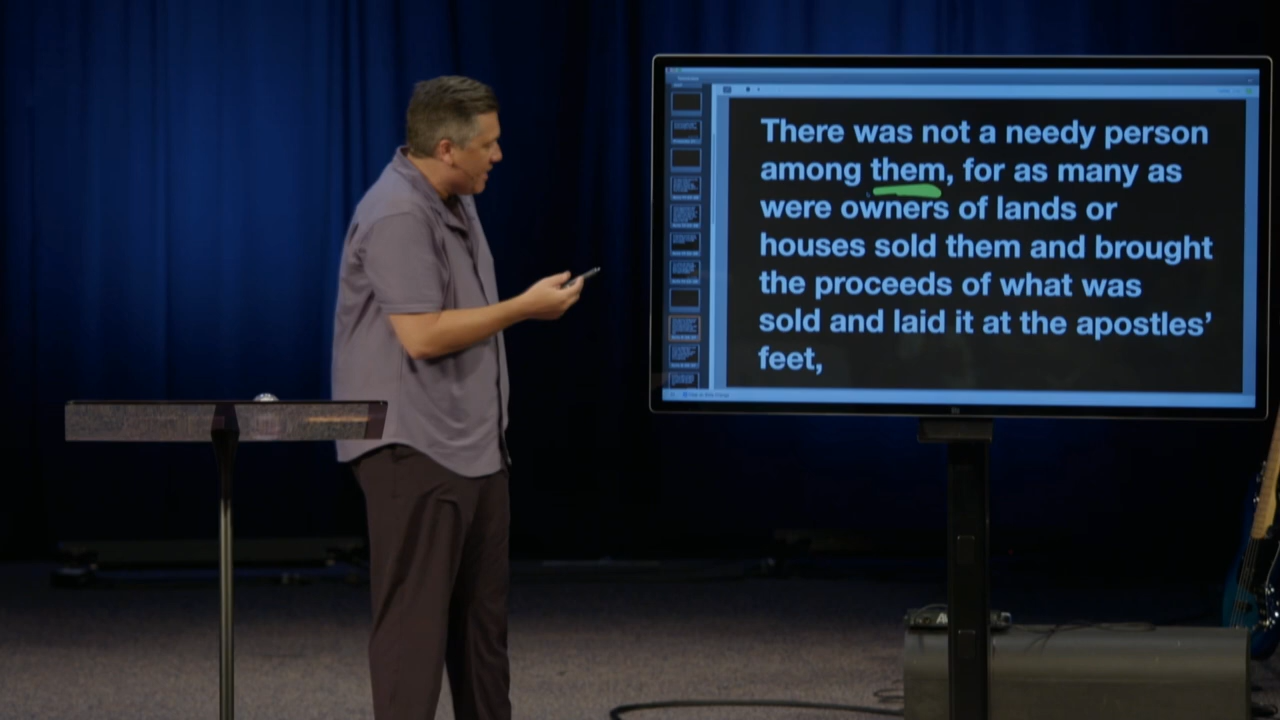 There was not a needy person
among them, for as many as
were owners of lands or
houses sold them and brought
the proceeds of what was
sold and laid it at the apostles’
feet,